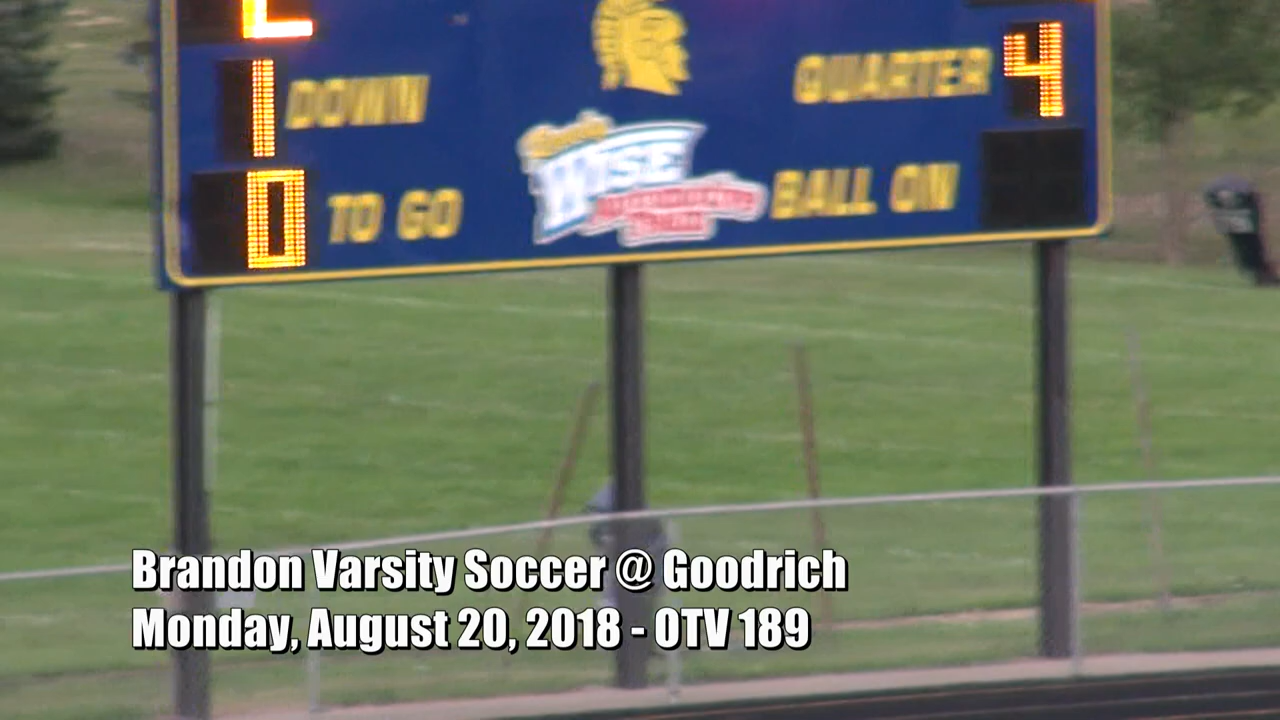 1 DOWN
QUARTER 4
0 TO GO
WISE
BALL ON
Brandon Varsity Soccer @ Goodrich
Monday, August 20, 2018 - OTV 189